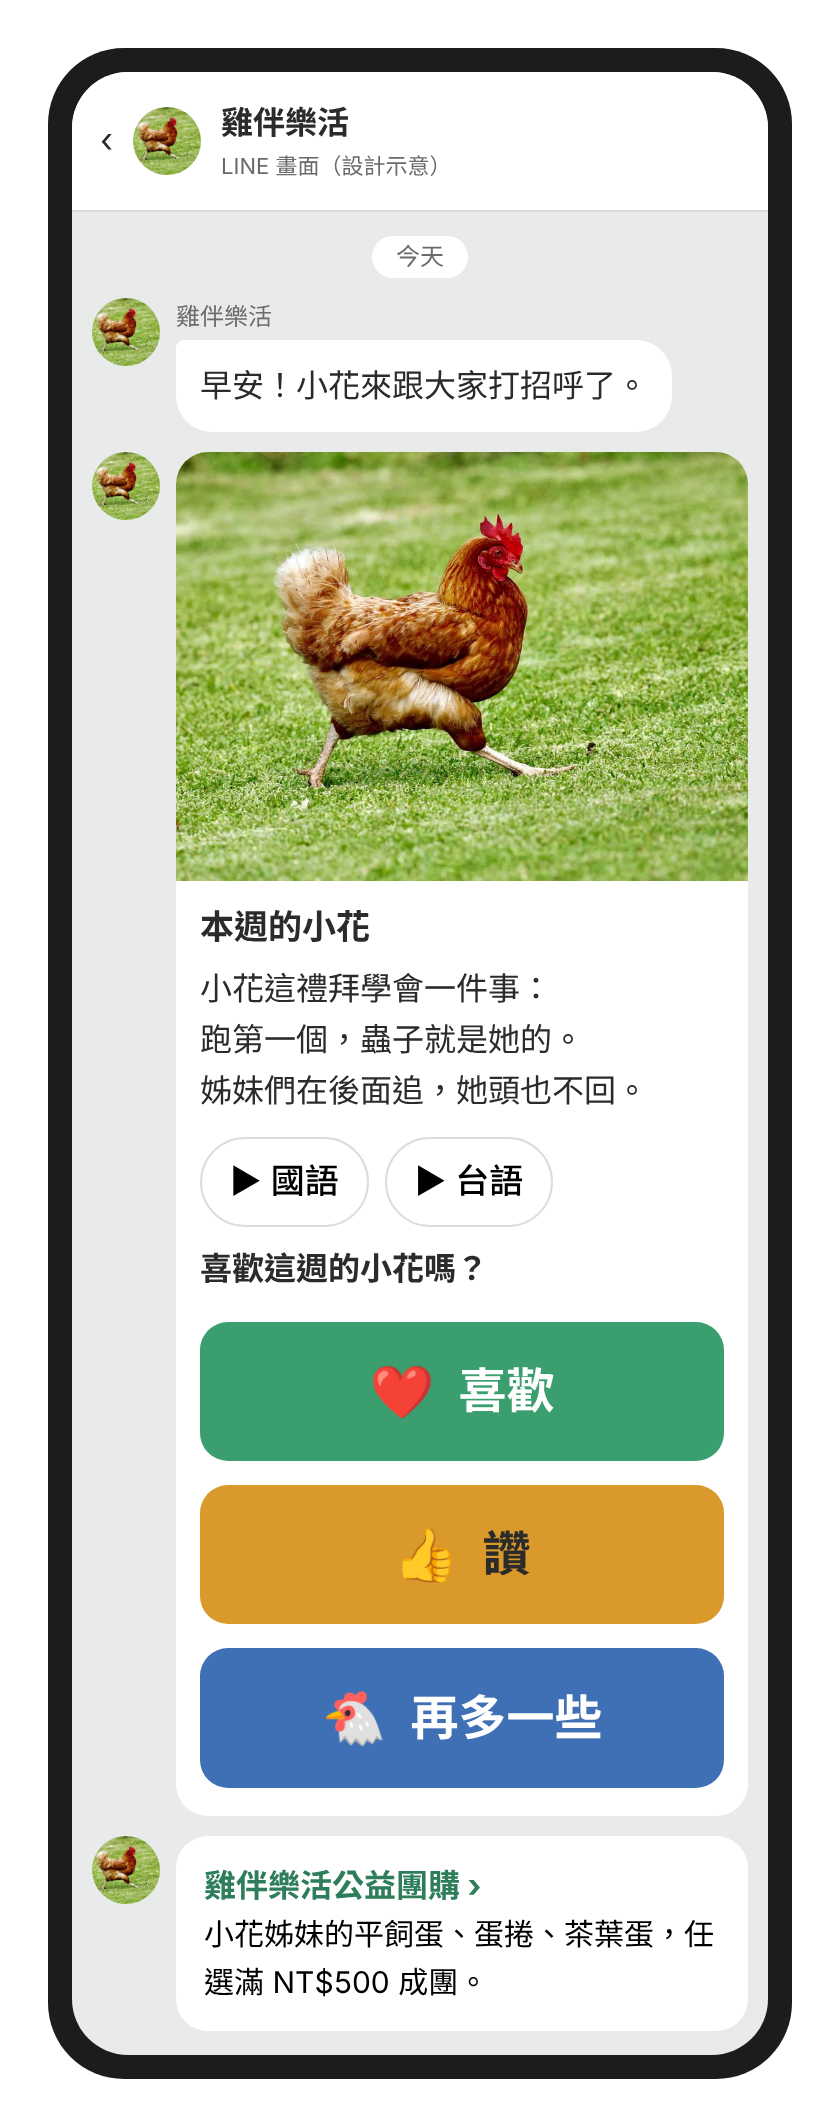 雞伴樂活
LINE 畫面（設計示意）
今天
雞伴樂活
早安！小花來跟大家打招呼了。
本週的小花
小花這禮拜學會一件事：
跑第一個，蟲子就是她的。
姊妹們在後面追，她頭也不回。
▶ 國語 ▶ 台語
喜歡這週的小花嗎？
❤️ 喜歡
👍 讚
🐔 再多一些
雞伴樂活公益團購 ›
小花姊妹的平飼蛋、蛋捲、茶葉蛋，任
選滿 NT$500 成團。